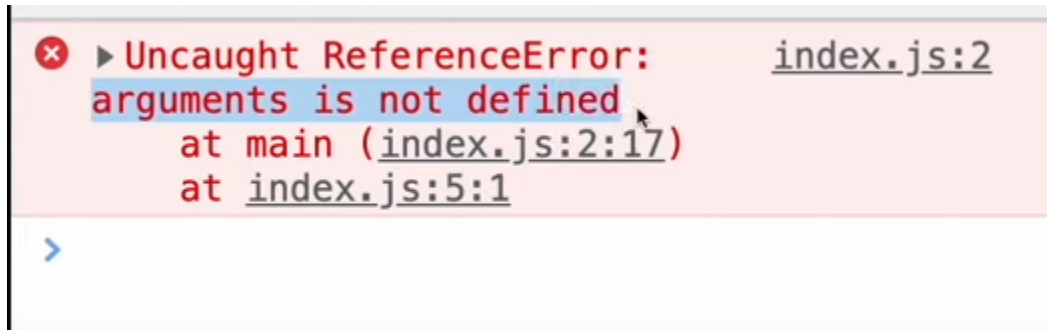 Uncaught ReferenceError: index.js:2
arguments is not defined
at main (index.js:2:17)
at index.js:5:1